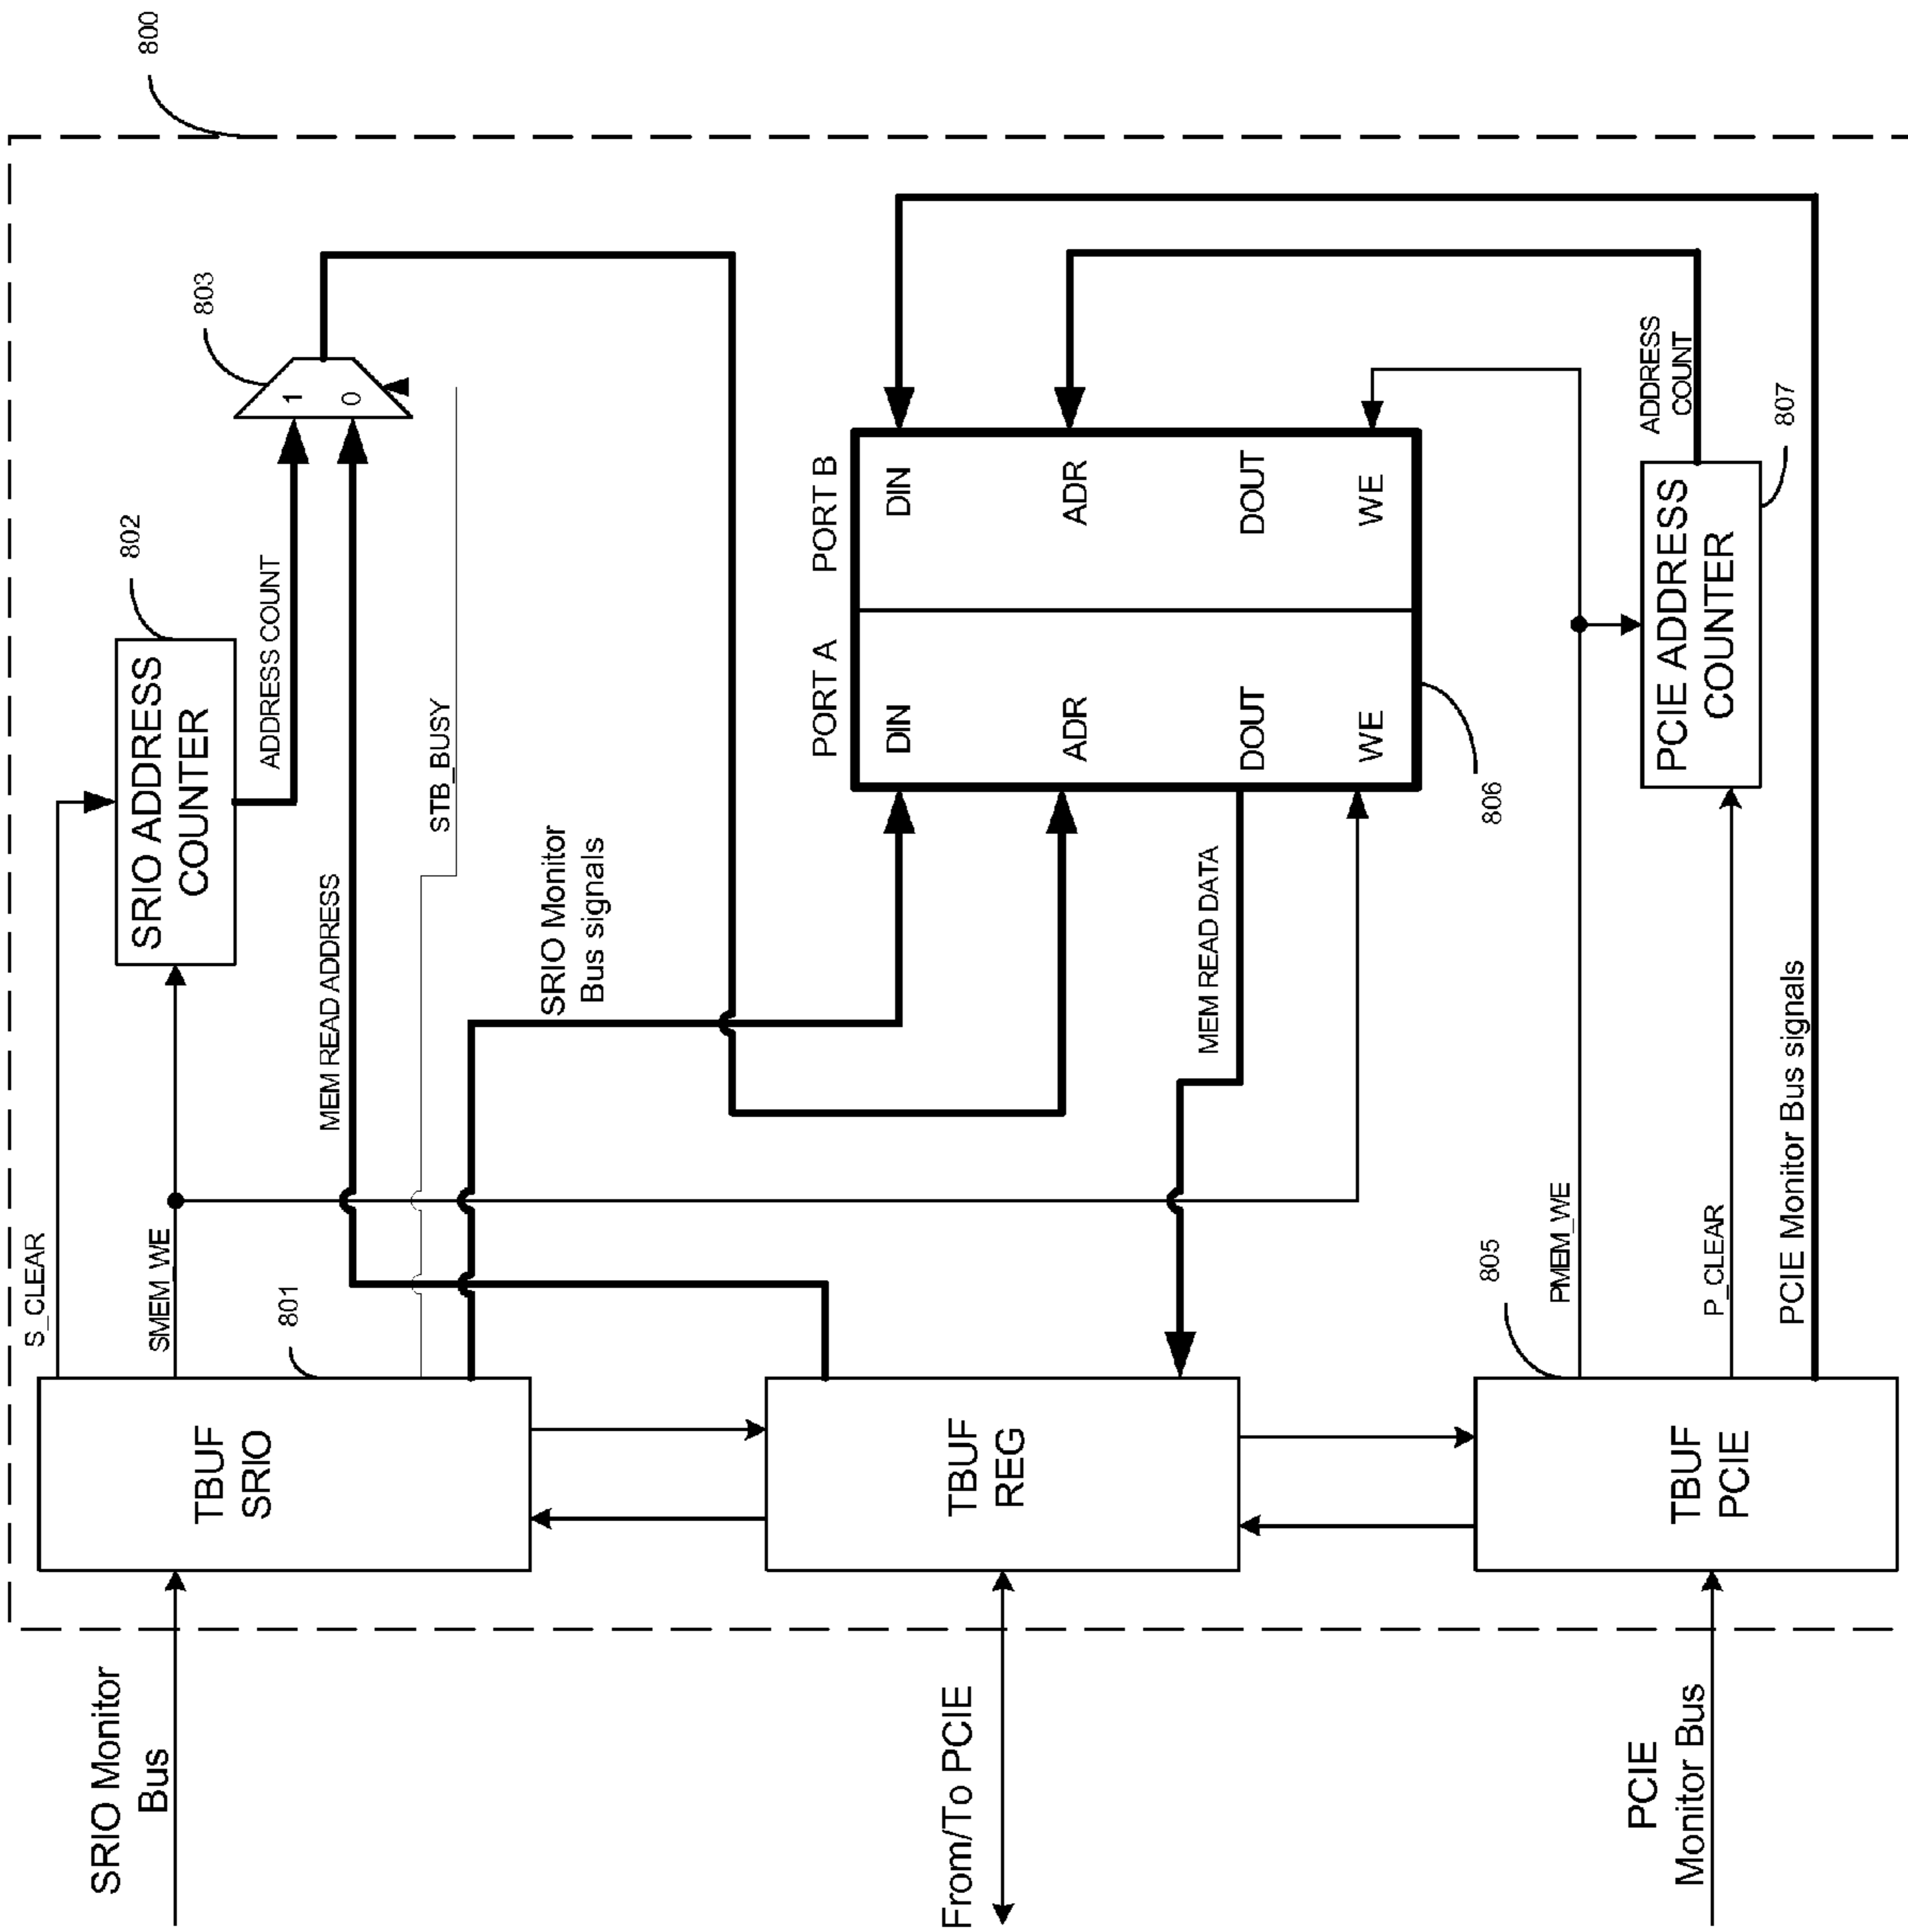 800
S_CLEAR
SRIO Monitor
Bus
SMEM_WE
TBUF
SRIO
801
SRIO ADDRESS
COUNTER
802
ADDRESS COUNT
803
1
0
MEM READ ADDRESS
STB_BUSY
SRIO Monitor
Bus signals
PORT A
PORT B
DIN
DIN
ADR
ADR
DOUT
DOUT
WE
WE
806
From/To PCIE
TBUF
REG
MEM READ DATA
PCIE
Monitor Bus
TBUF
PCIE
805
PMEM_WE
P_CLEAR
PCIE Monitor Bus signals
PCIE ADDRESS
COUNTER
807
ADDRESS
COUNT